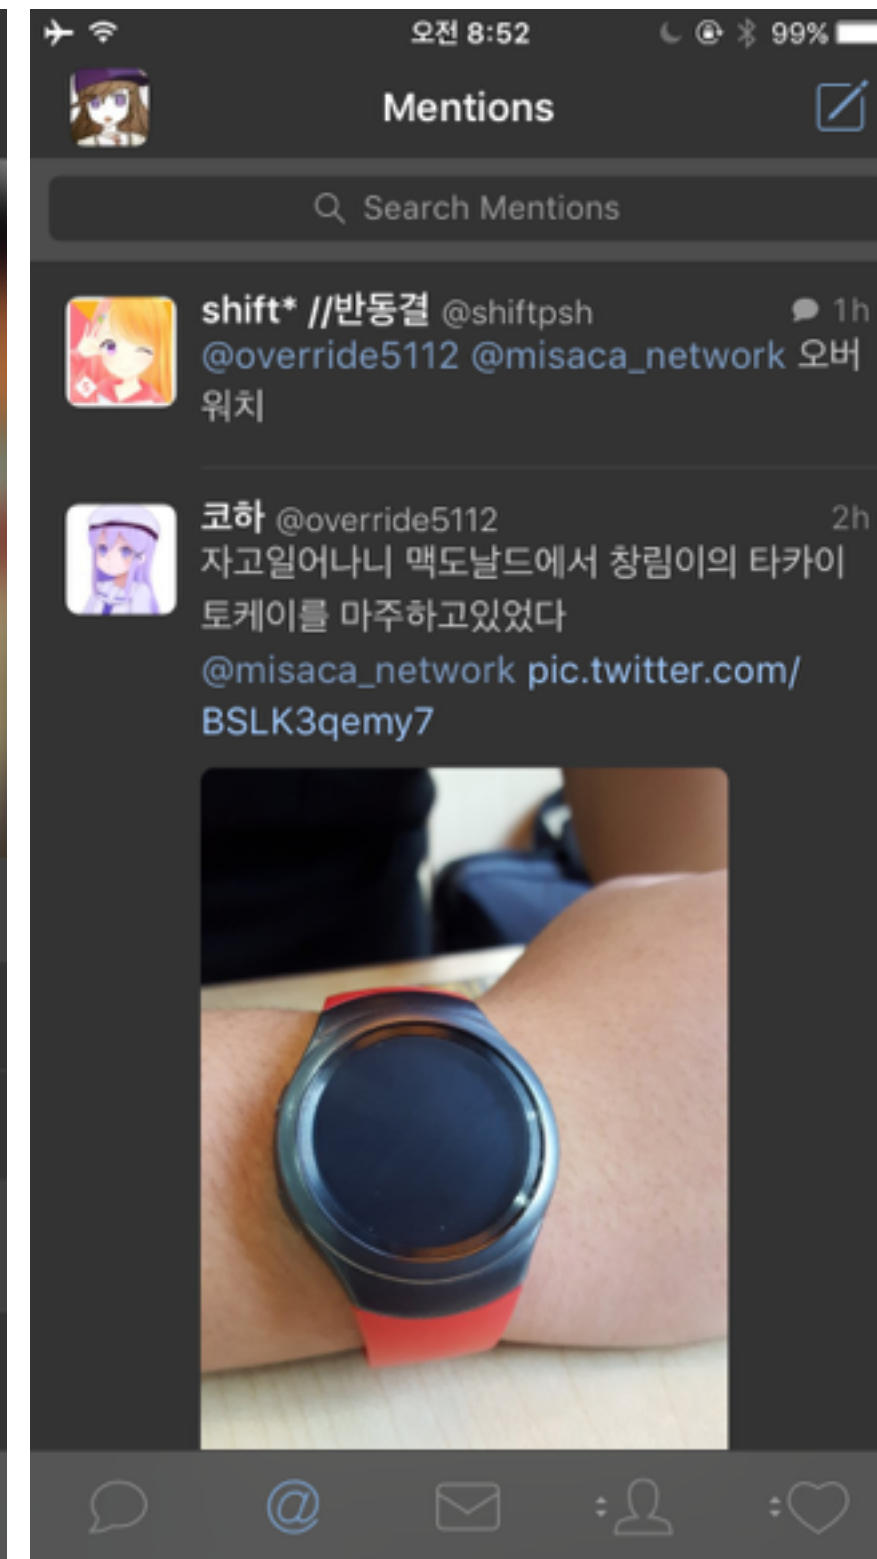 오전 8:52
99%
Mentions
Search Mentions
shift* //반동결 @shiftpsh 1h
@override5112 @misaca_network 오버
워치
코하 @override5112 2h
자고일어나니 맥도날드에서 창림이의 타카이
토케이를 마주하고있었다
@misaca_network pic.twitter.com/
BSLK3qemy7